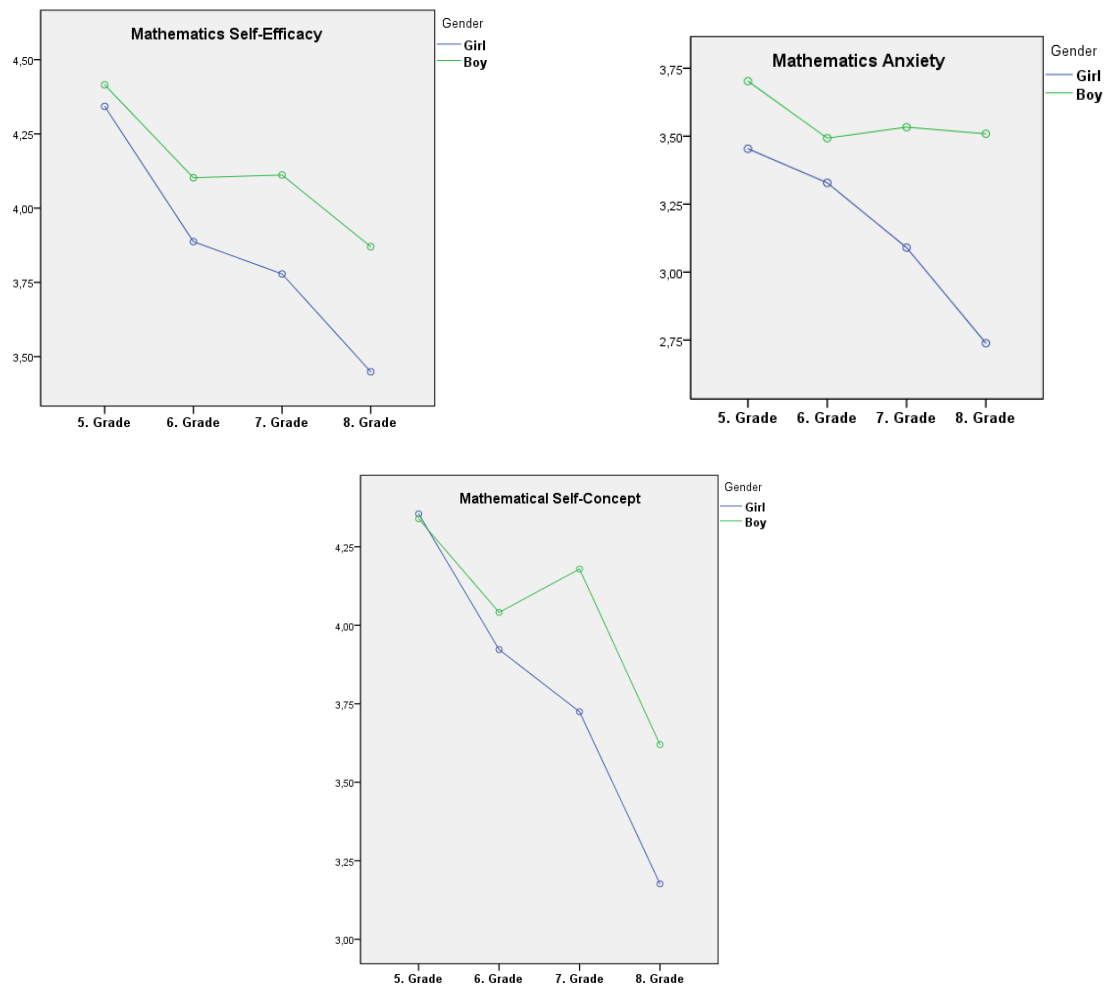 Mathematics Self-Efficacy
Gender
Girl
Boy
4,50
4,25
4,00
3,75
3,50
5. Grade 6. Grade 7. Grade 8. Grade
Mathematics Anxiety
Gender
Girl
Boy
3,75
3,50
3,25
3,00
2,75
5. Grade 6. Grade 7. Grade 8. Grade
Mathematical Self-Concept
Gender
Girl
Boy
4,25
4,00
3,75
3,50
3,25
3,00
5. Grade 6. Grade 7. Grade 8. Grade